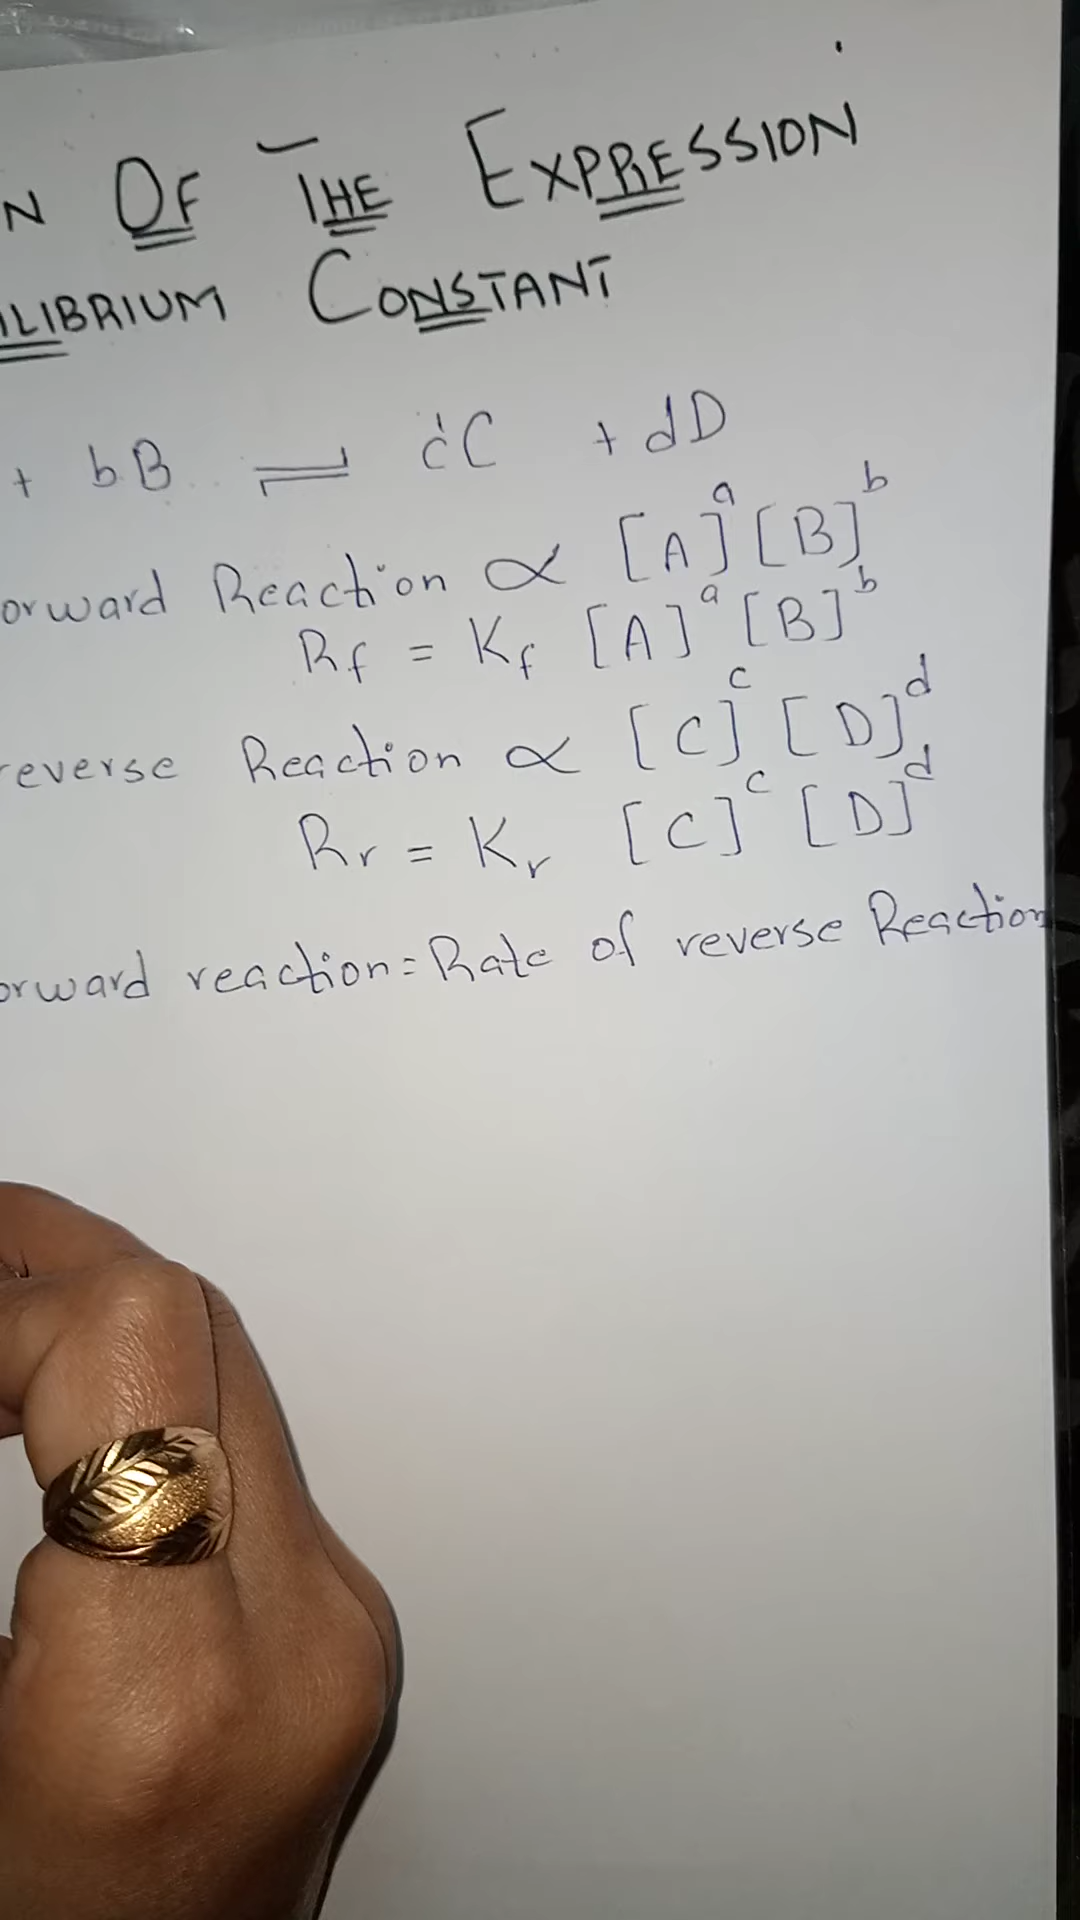 N OF THE EXPRESSION
ILIBRIUM CONSTANT
+ bB ⇌ cC + dD
orward Reaction ∝ [A]ᵃ [B]ᵇ
Rf = Kf [A]ᵃ [B]ᵇ
reverse Reaction ∝ [C]ᶜ [D]ᵈ
Rr = Kr [C]ᶜ [D]ᵈ
orward reaction = Rate of reverse Reaction